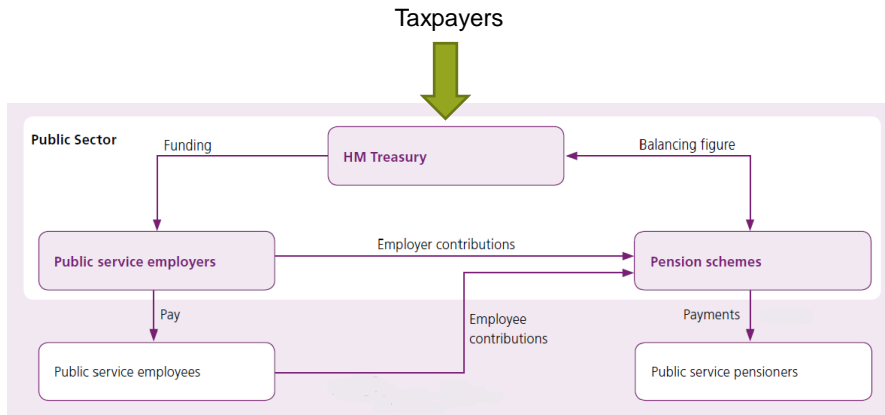 Taxpayers
Public Sector
Funding
HM Treasury
Balancing figure
Public service employers
Employer contributions
Pension schemes
Pay
Employee
contributions
Payments
Public service employees
Public service pensioners